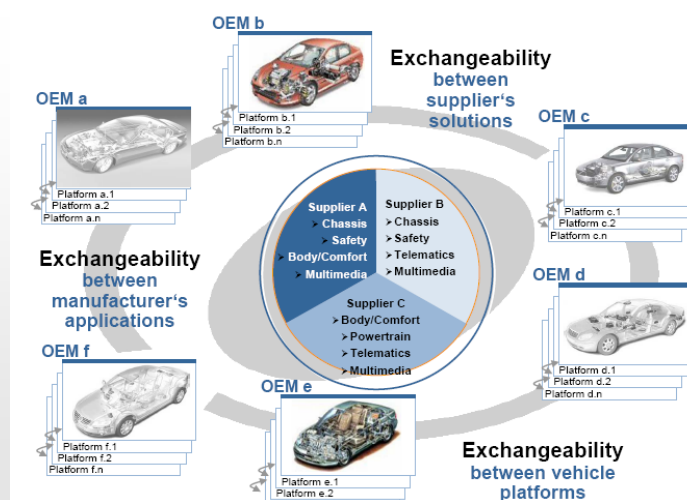 OEM b
Exchangeability
between
supplier's
solutions
Platform b.1
Platform b.2
Platform b.n
OEM a
Platform a.1
Platform a.2
Platform a.n
OEM c
Platform c.1
Platform c.2
Platform c.n
Supplier A
➤ Chassis
➤ Safety
➤ Body/Comfort
➤ Multimedia
Supplier B
➤ Chassis
➤ Safety
➤ Telematics
➤ Multimedia
Supplier C
➤ Body/Comfort
➤ Powertrain
➤ Telematics
➤ Multimedia
Exchangeability
between
manufacturer's
applications
OEM d
Platform d.1
Platform d.2
Platform d.n
OEM f
Platform f.1
Platform f.2
Platform f.n
OEM e
Platform e.1
Platform e.2
Exchangeability
between vehicle
platforms